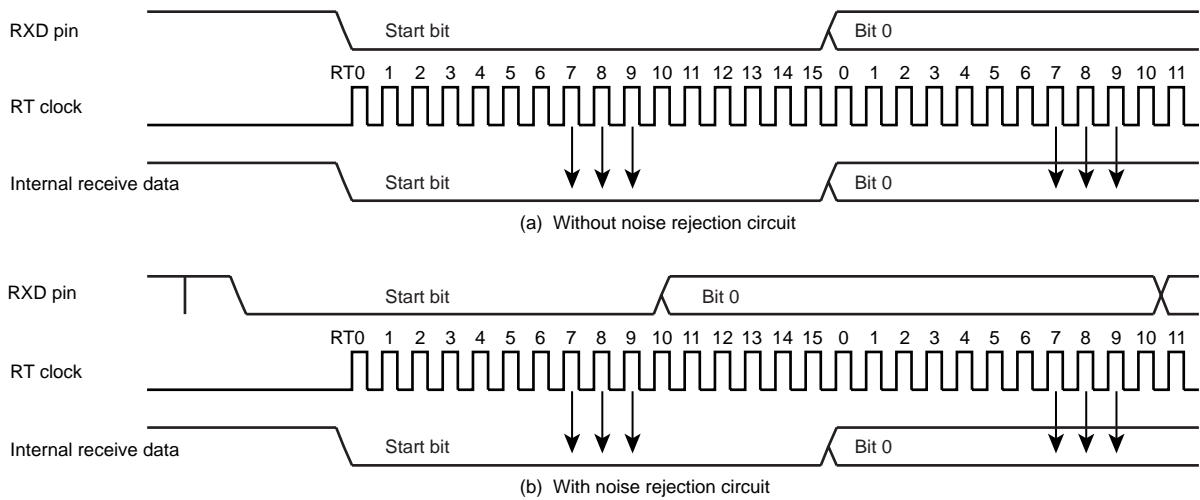 RXD pin
Start bit
Bit 0
RT0 1 2 3 4 5 6 7 8 9 10 11 12 13 14 15 0 1 2 3 4 5 6 7 8 9 10 11
RT clock
Internal receive data
Start bit
Bit 0
(a) Without noise rejection circuit
RXD pin
Start bit
Bit 0
RT0 1 2 3 4 5 6 7 8 9 10 11 12 13 14 15 0 1 2 3 4 5 6 7 8 9 10 11
RT clock
Internal receive data
Start bit
Bit 0
(b) With noise rejection circuit